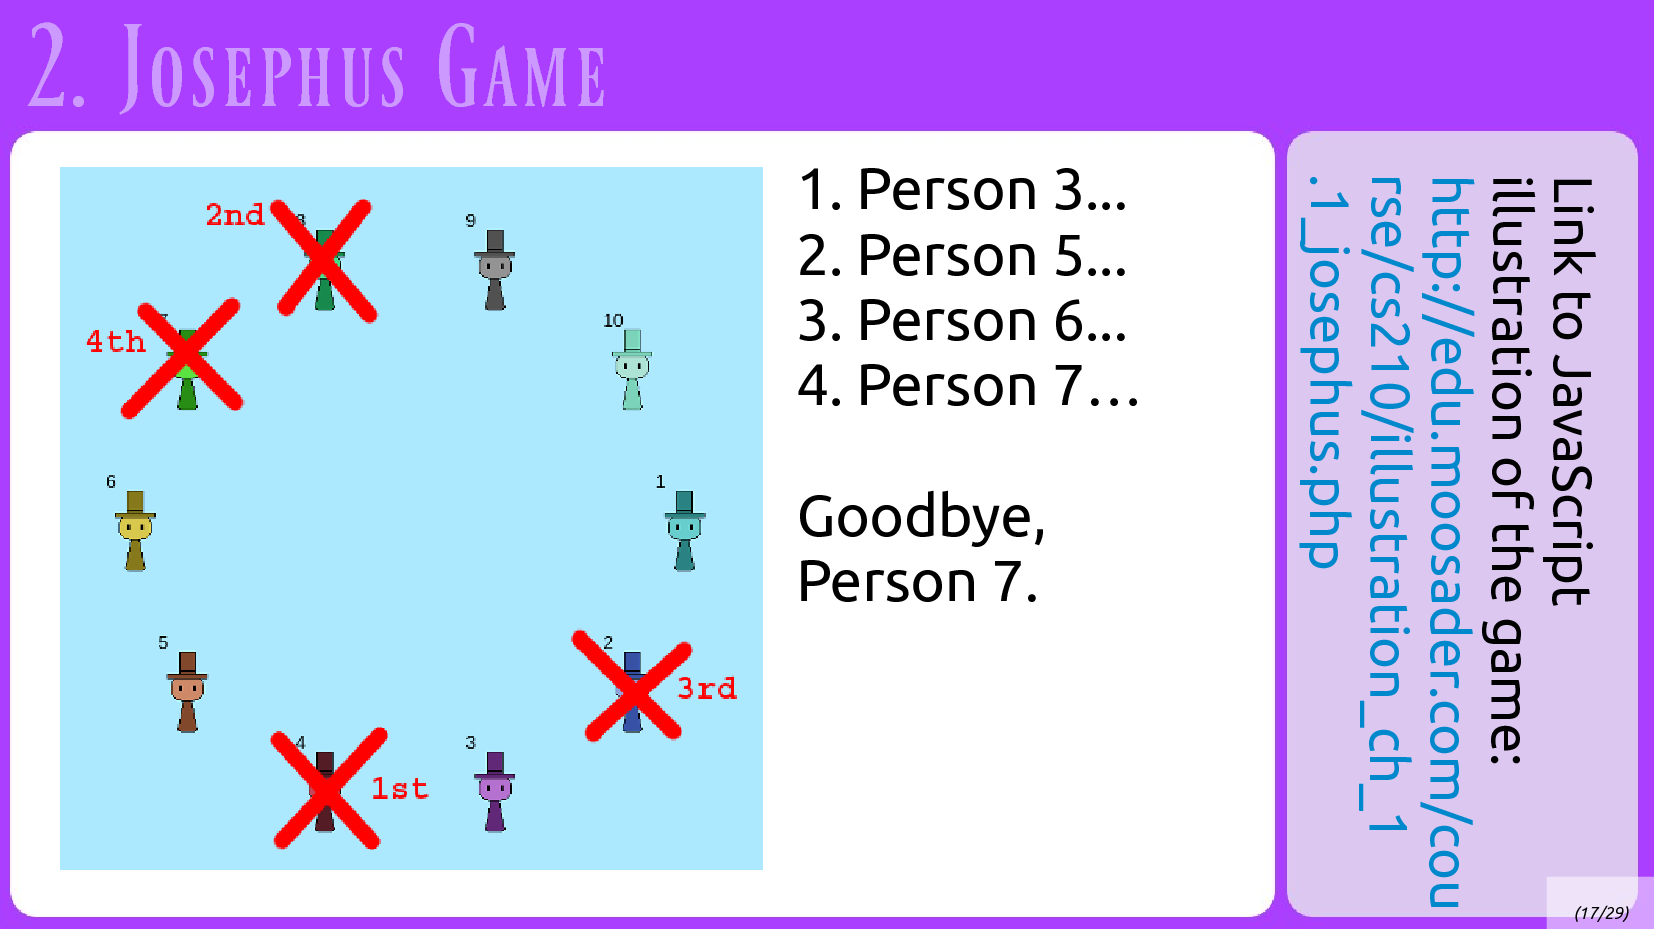 2. Josephus Game
2nd
8
9
4th
7
10
6
1
5
2
3rd
4
3
1st
1. Person 3...
2. Person 5...
3. Person 6...
4. Person 7…
Goodbye,
Person 7.
Link to JavaScript
illustration of the game:
http://edu.moosader.com/cou
rse/cs210/illustration_ch_1
.1_josephus.php
(17/29)